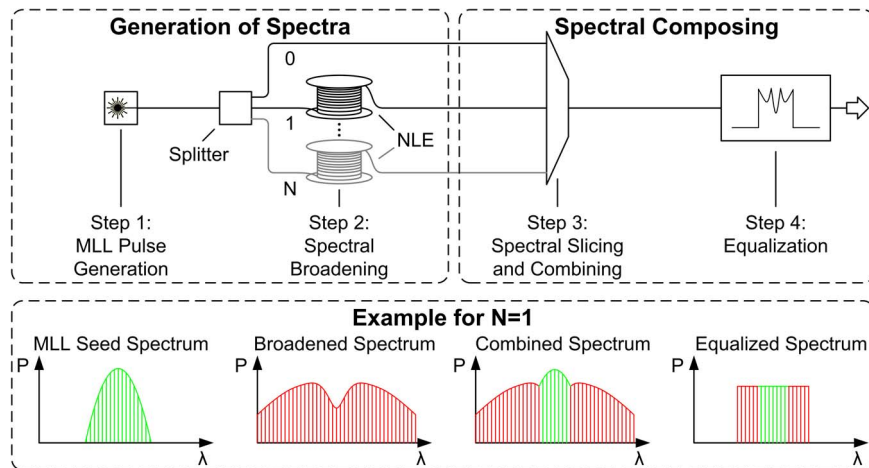 Generation of Spectra
Spectral Composing
0
1
N
Splitter
NLE
Step 1:
MLL Pulse
Generation
Step 2:
Spectral
Broadening
Step 3:
Spectral Slicing
and Combining
Step 4:
Equalization
Example for N=1
MLL Seed Spectrum
P
λ
Broadened Spectrum
P
λ
Combined Spectrum
P
λ
Equalized Spectrum
P
λ